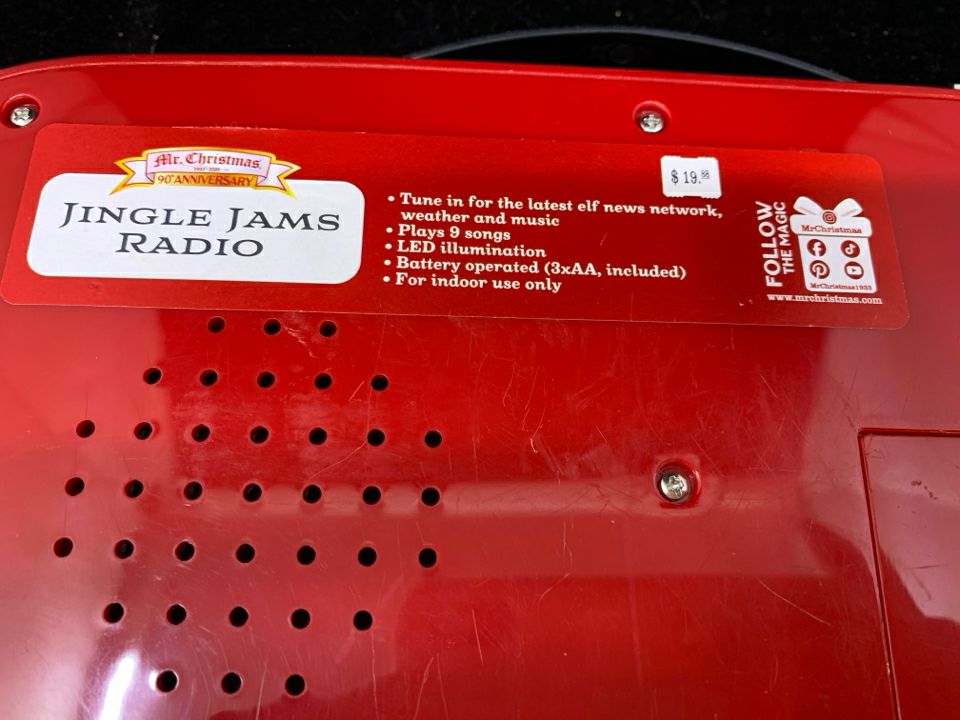 Mr. Christmas
90th ANNIVERSARY
JINGLE JAMS
RADIO
• Tune in for the latest elf news network,
weather and music
• Plays 9 songs
• LED illumination
• Battery operated (3xAA, included)
• For indoor use only
$ 19.88
FOLLOW
THE MAGIC
MrChristmas
MrChristmas1933
www.mrchristmas.com